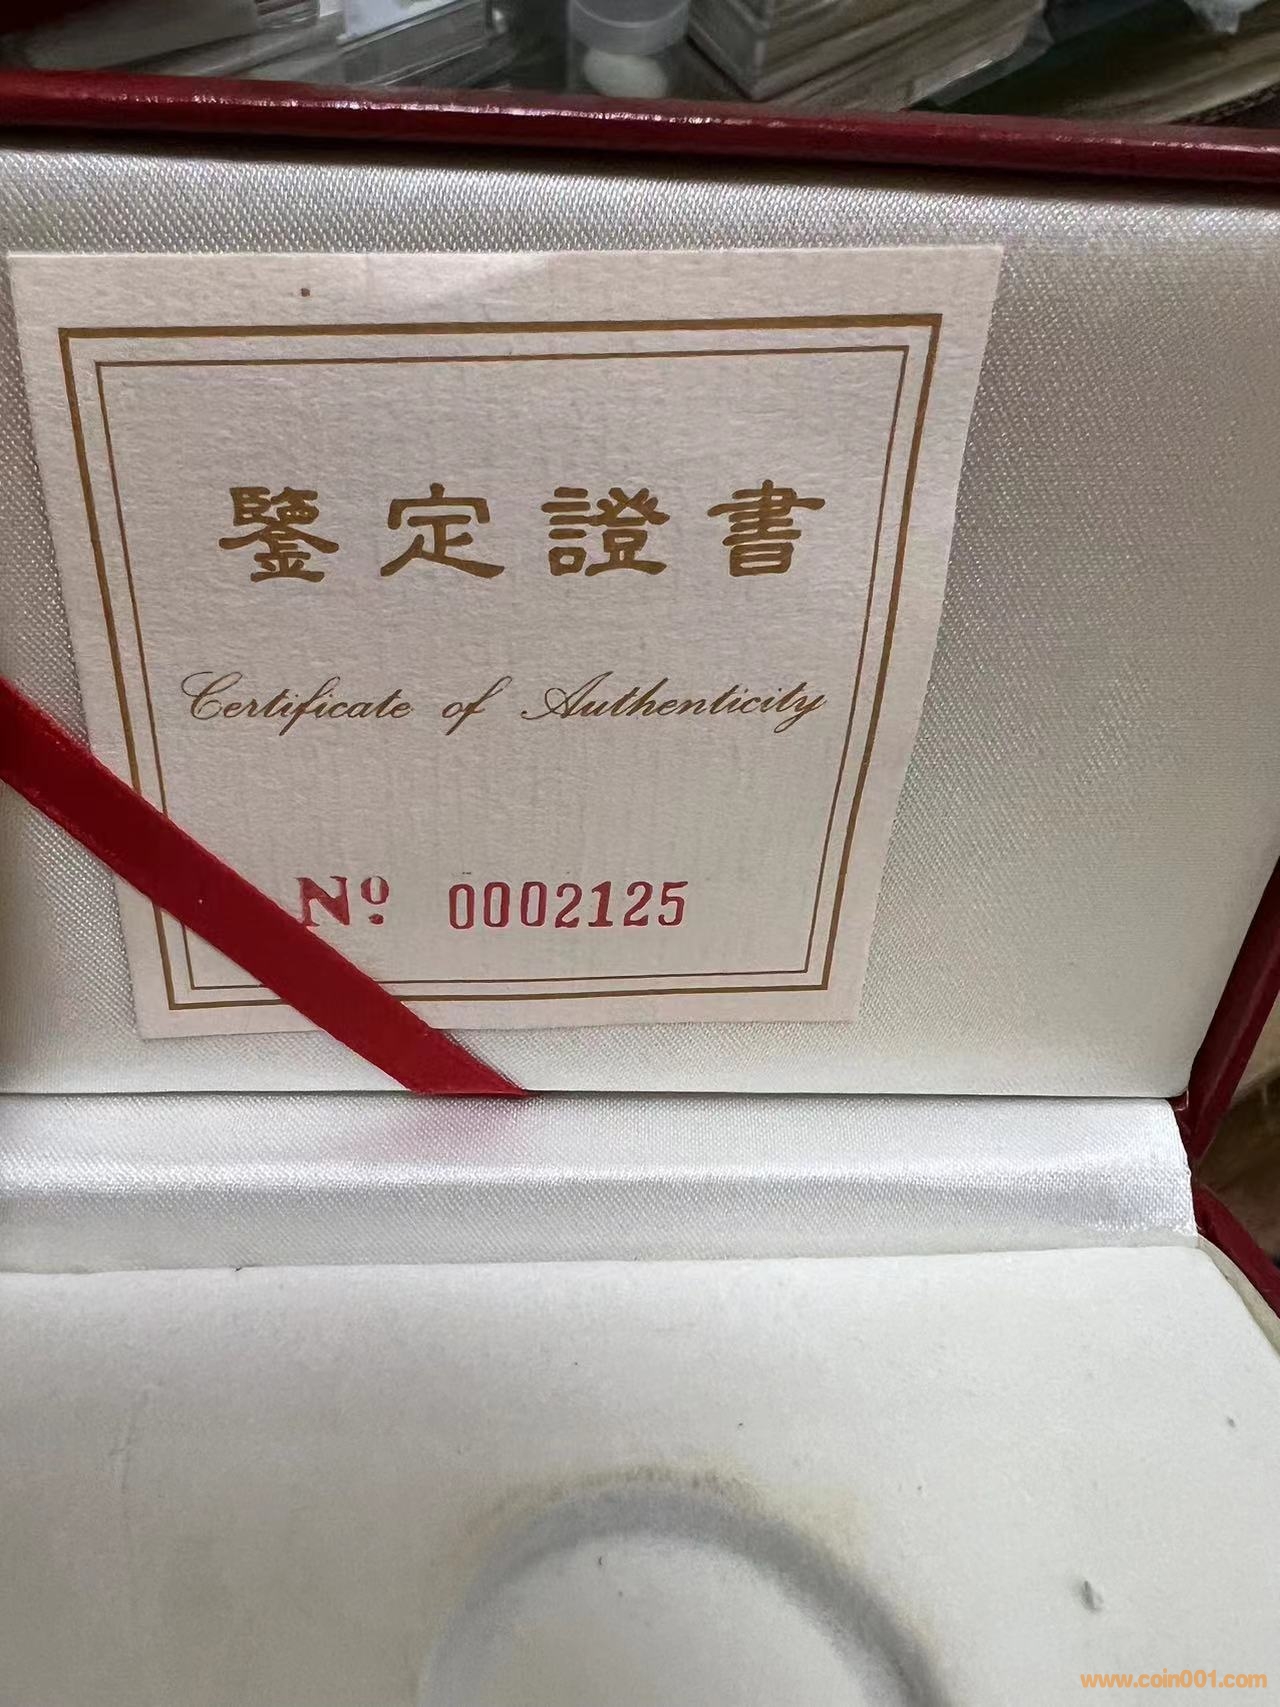 鑒定證書
Certificate of Authenticity
Nº 0002125
www.coin001.com